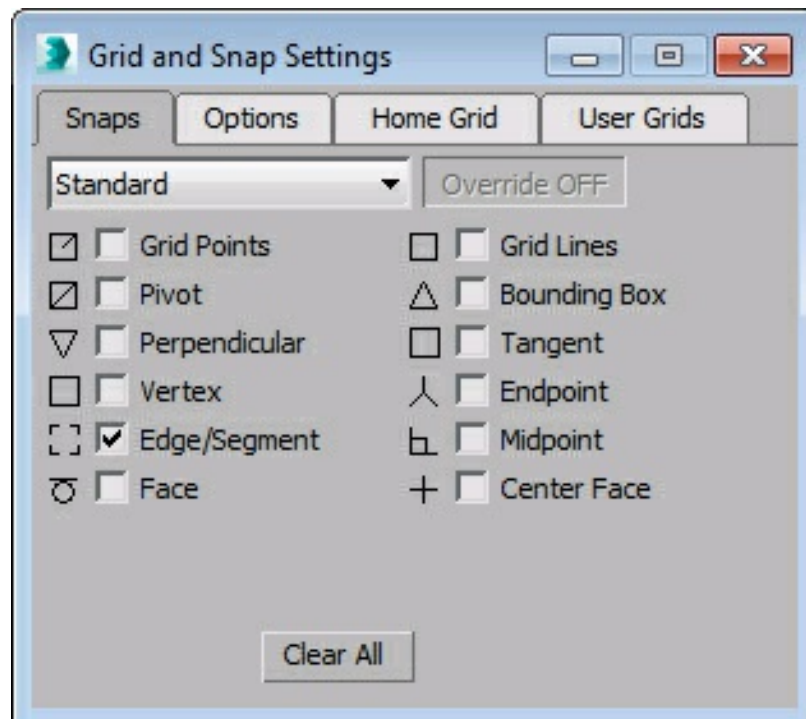 Grid and Snap Settings
Snaps Options Home Grid User Grids
Standard Override OFF
Grid Points Grid Lines
Pivot Bounding Box
Perpendicular Tangent
Vertex Endpoint
Edge/Segment Midpoint
Face Center Face
Clear All